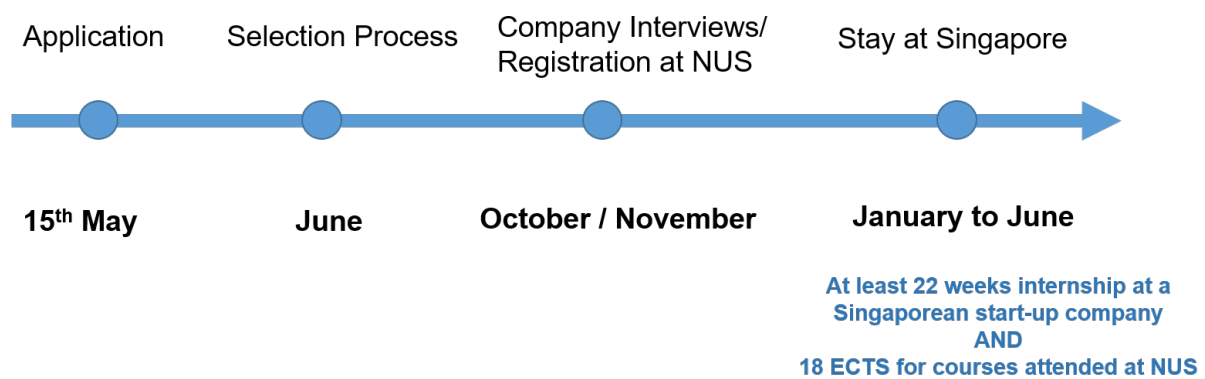 Application
Selection Process
Company Interviews/
Registration at NUS
Stay at Singapore
15th May
June
October / November
January to June
At least 22 weeks internship at a
Singaporean start-up company
AND
18 ECTS for courses attended at NUS